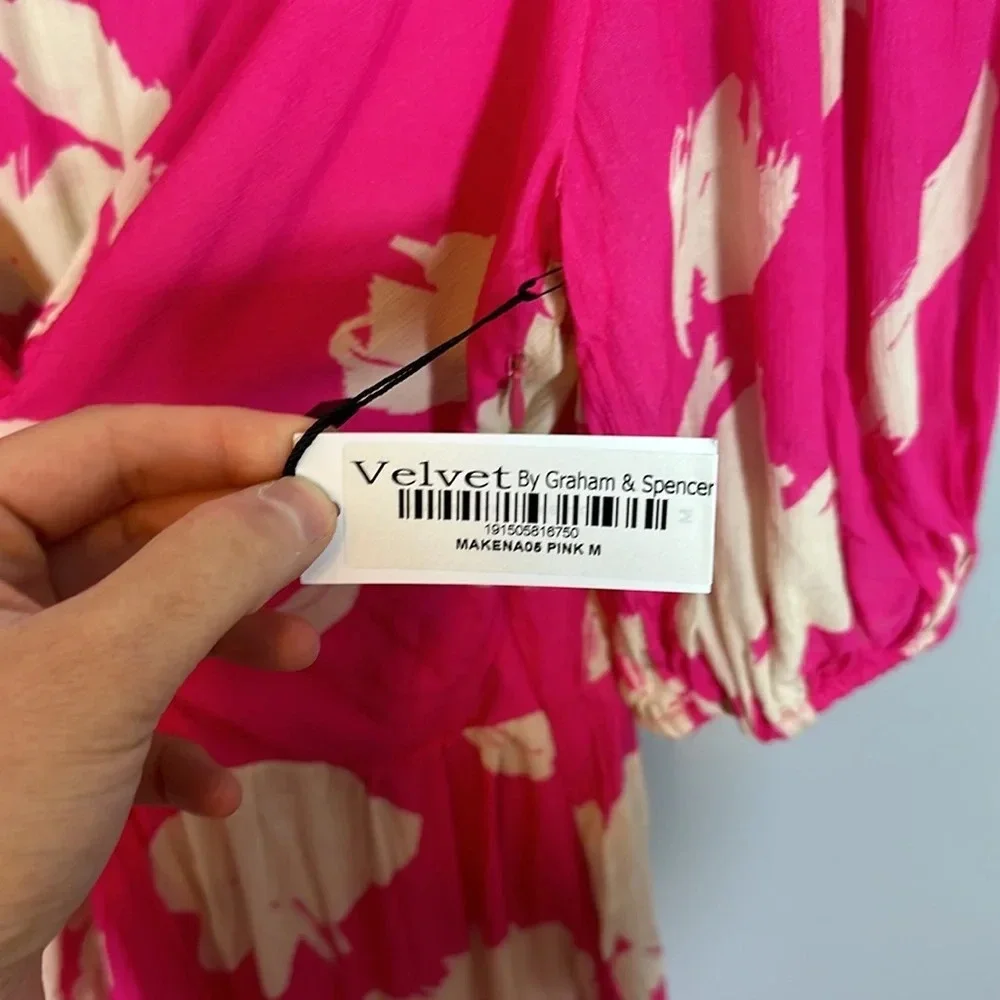 Velvet By Graham & Spencer
191505816750
MAKENA05 PINK M
M